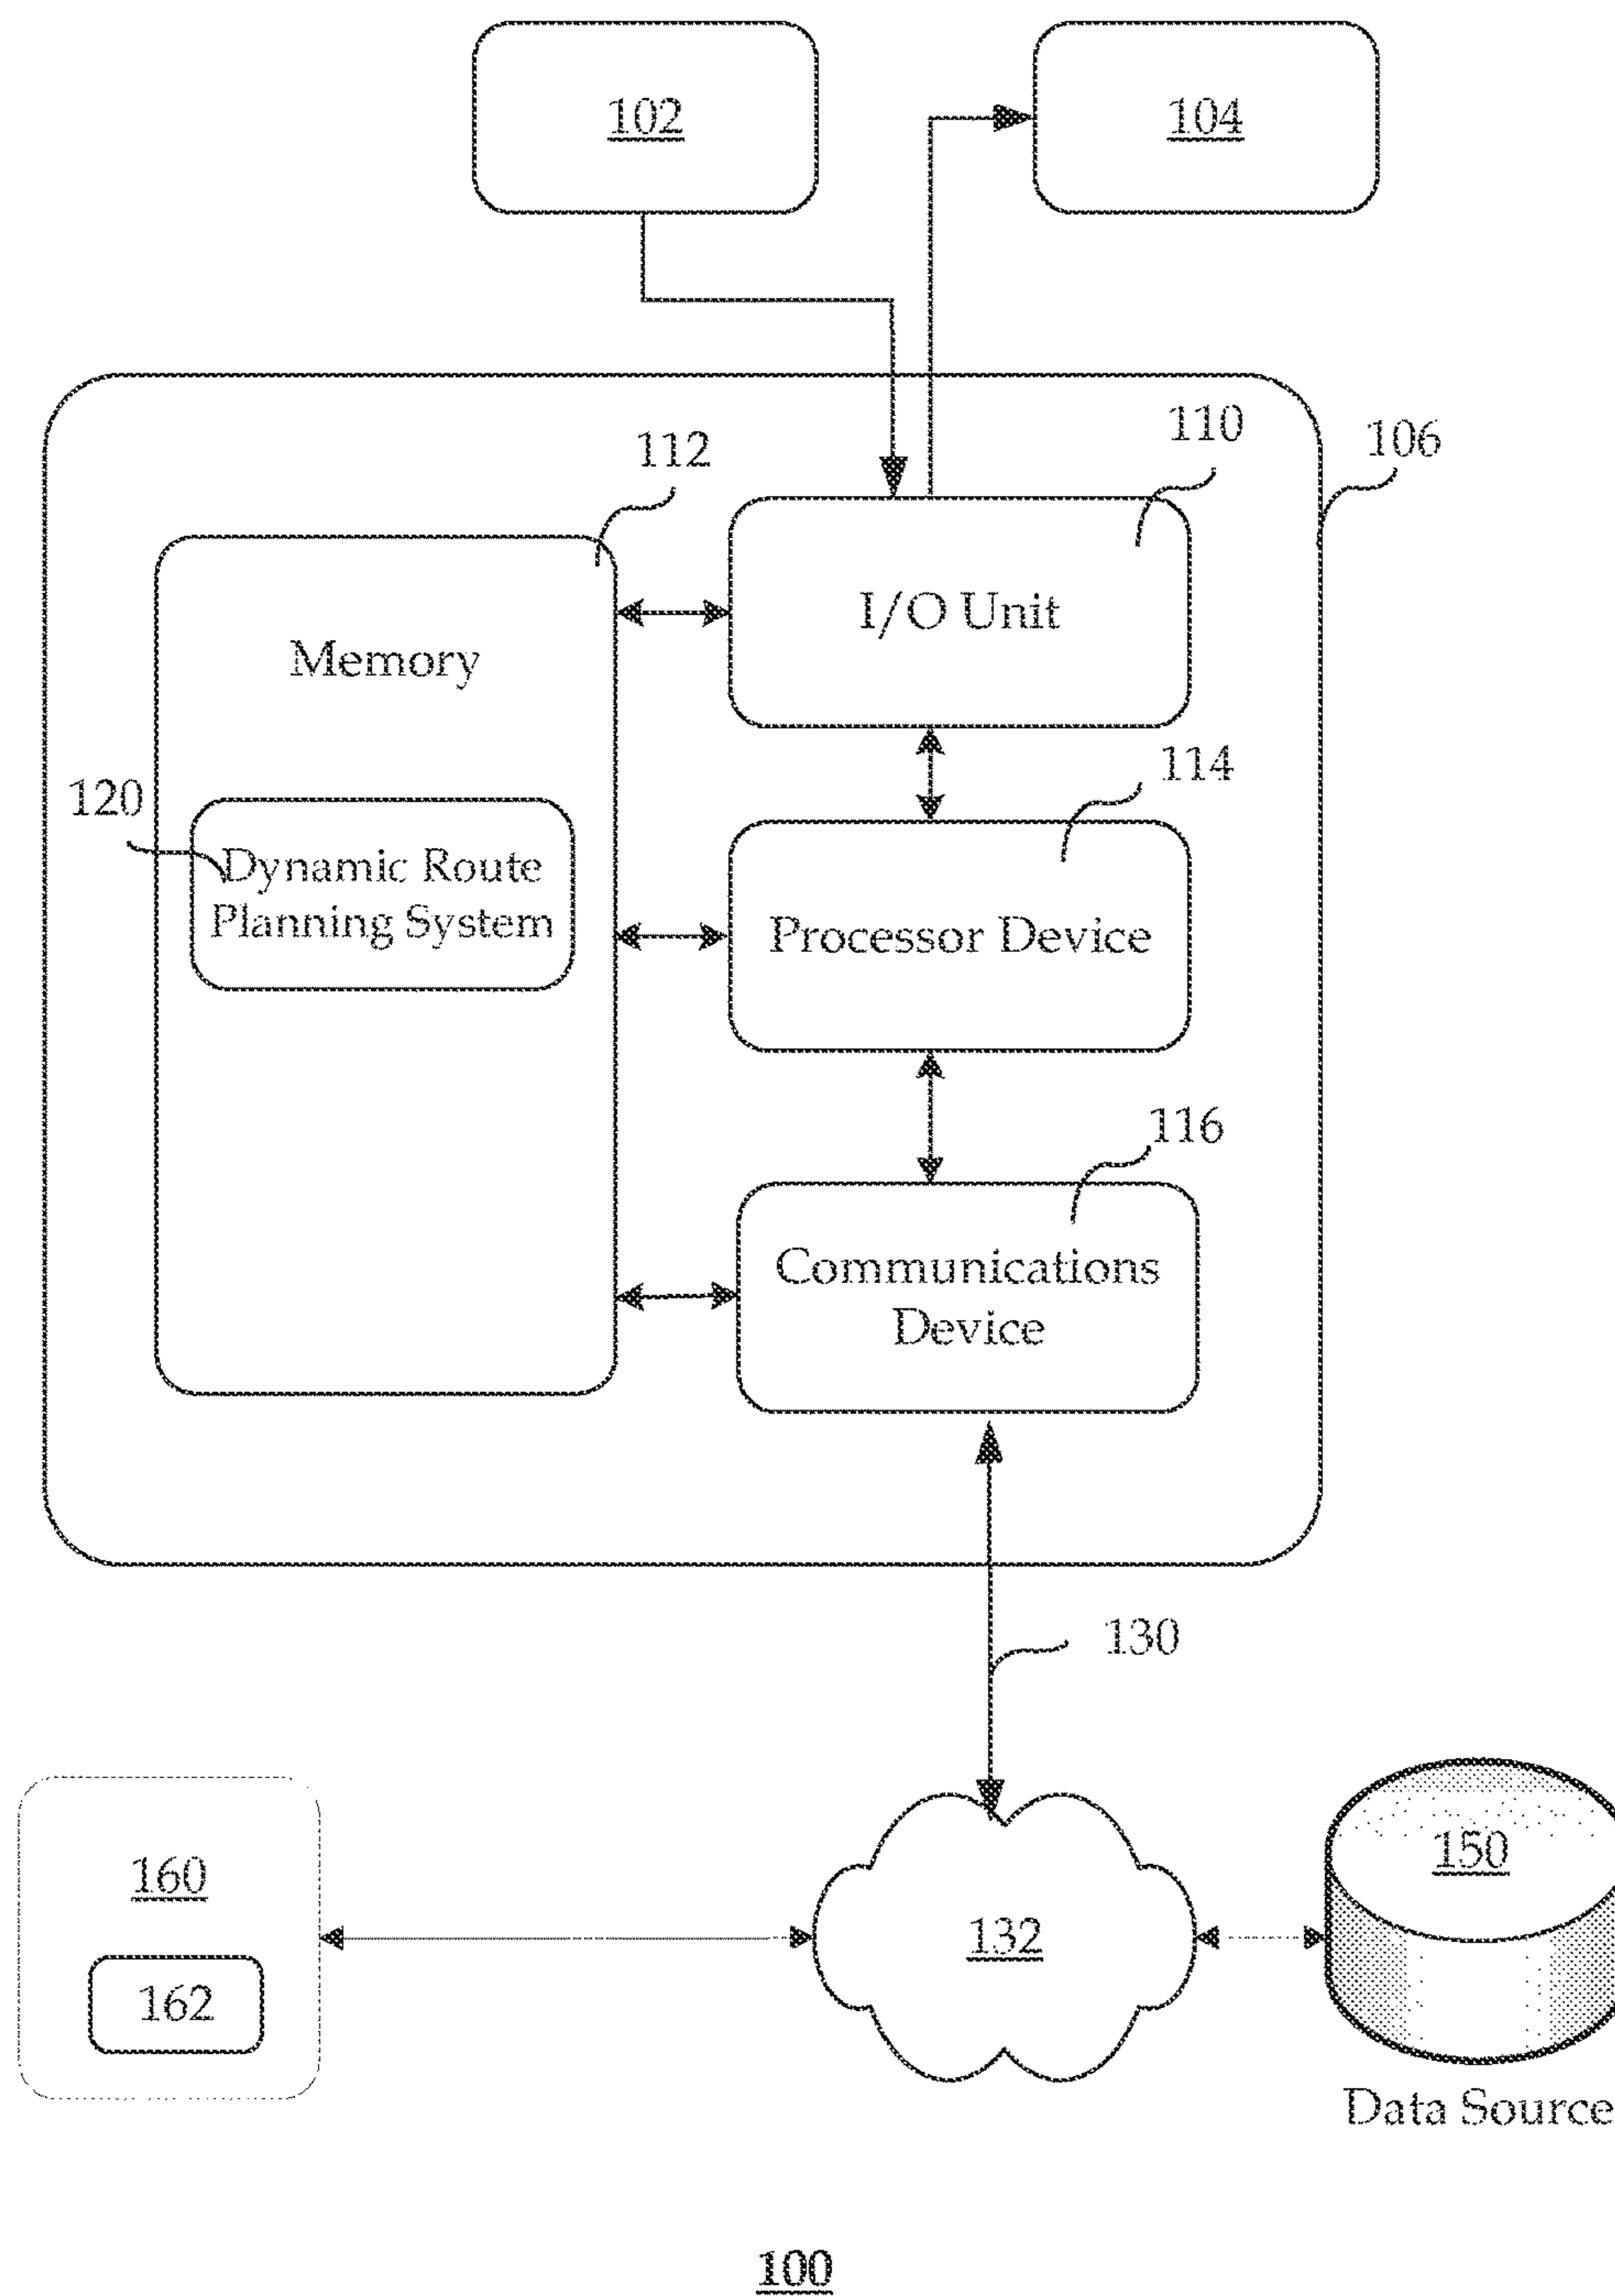 102
104
110
106
112
I/O Unit
Memory
114
120
Dynamic Route
Planning System
Processor Device
116
Communications
Device
130
150
160
132
162
Data Source
100